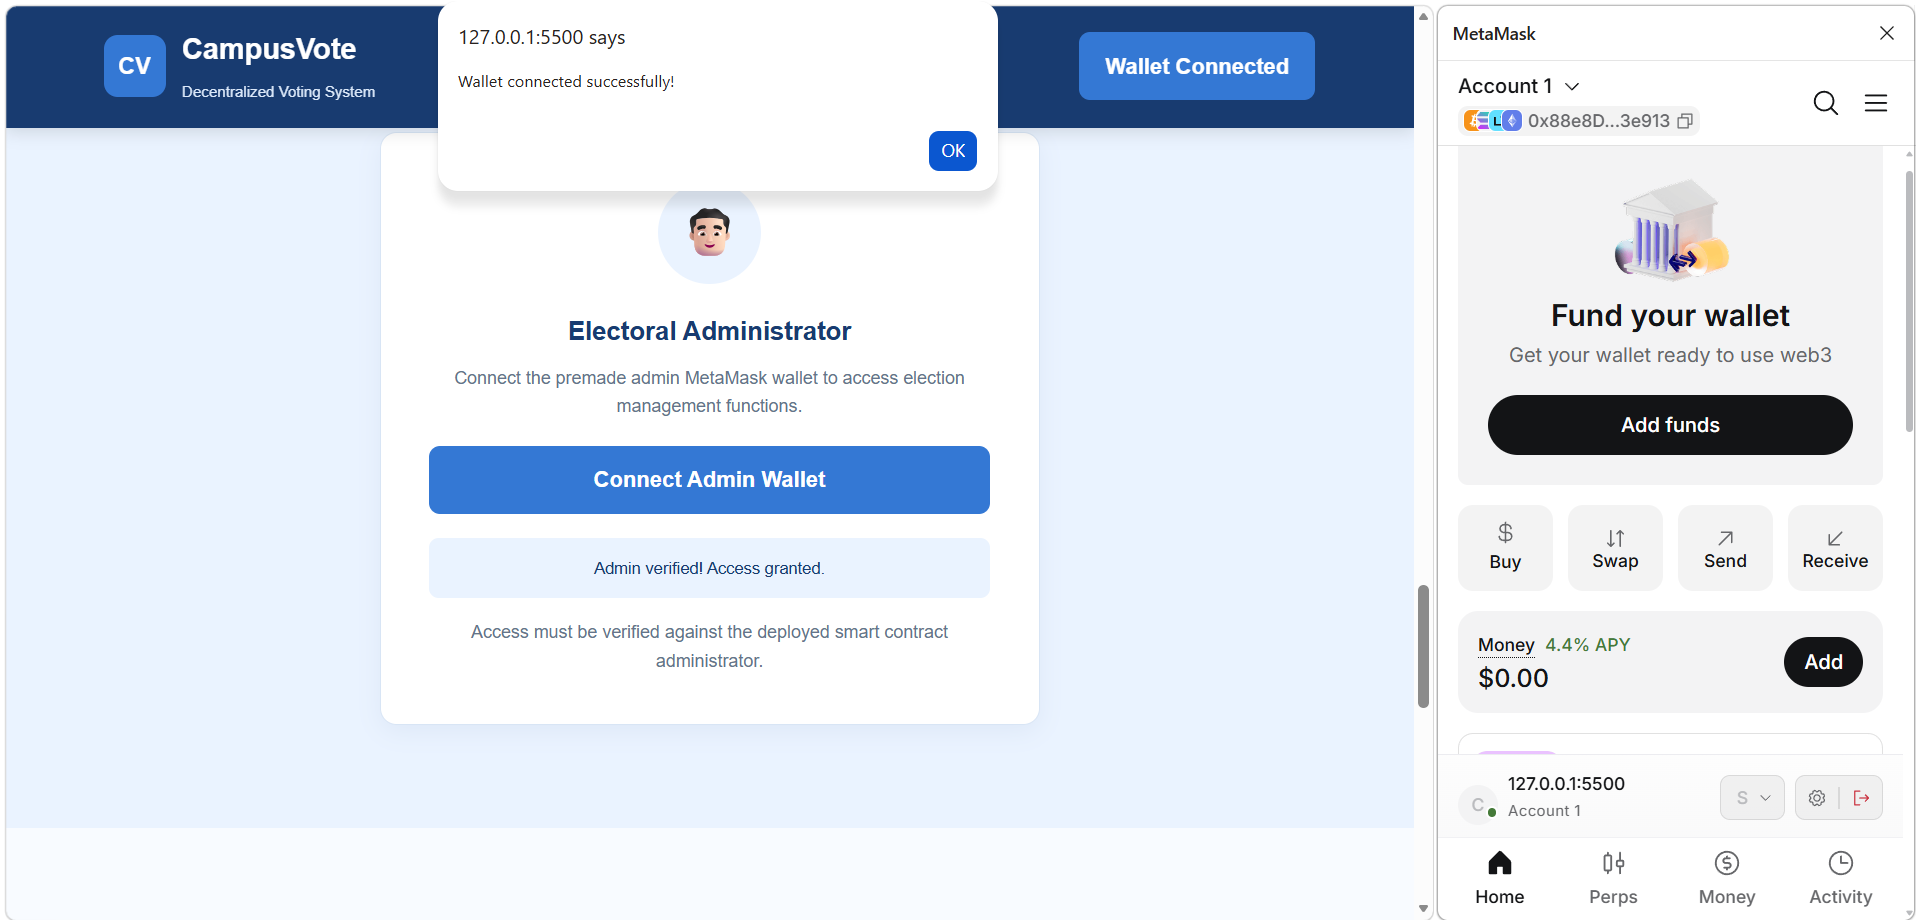 CV
CampusVote
Decentralized Voting System
127.0.0.1:5500 says
Wallet connected successfully!
OK
Wallet Connected
Electoral Administrator
Connect the premade admin MetaMask wallet to access election
management functions.
Connect Admin Wallet
Admin verified! Access granted.
Access must be verified against the deployed smart contract
administrator.
MetaMask
Account 1
0x88e8D...3e913
Fund your wallet
Get your wallet ready to use web3
Add funds
Buy
Swap
Send
Receive
Money 4.4% APY
$0.00
Add
C
127.0.0.1:5500
Account 1
S
Home
Perps
Money
Activity